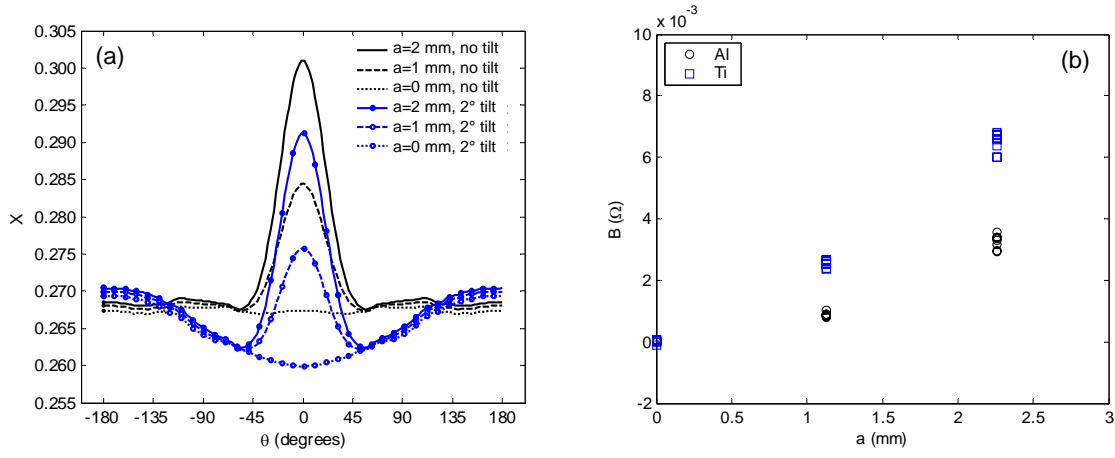 (a)
a=2 mm, no tilt
a=1 mm, no tilt
a=0 mm, no tilt
a=2 mm, 2° tilt
a=1 mm, 2° tilt
a=0 mm, 2° tilt
0.305
0.300
0.295
0.290
0.285
0.280
0.275
0.270
0.265
0.260
0.255
X
-180 -135 -90 -45 0 45 90 135 180
θ (degrees)
x 10-3
(b)
Al
Ti
10
8
6
4
2
0
-2
B (Ω)
0 0.5 1 1.5 2 2.5 3
a (mm)